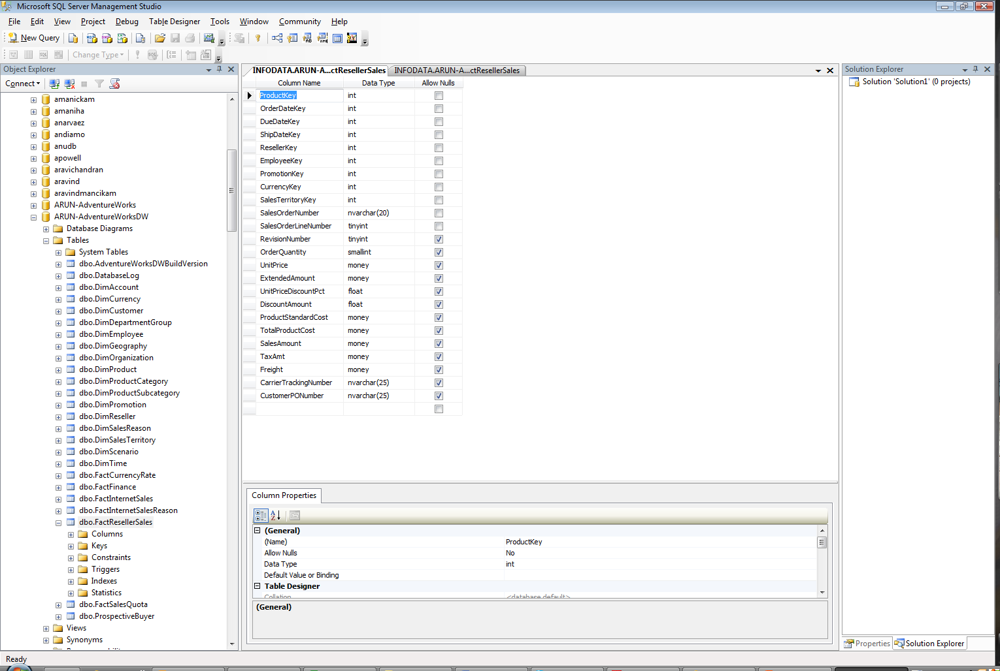 Microsoft SQL Server Management Studio
File Edit View Project Debug Table Designer Tools Window Community Help
New Query
Change Type
Object Explorer
Connect
amanickam
amaniha
anarvaez
andiamo
anudb
apowell
aravichandran
aravind
aravindmancikam
ARUN-AdventureWorks
ARUN-AdventureWorksDW
Database Diagrams
Tables
System Tables
dbo.AdventureWorksDWBuildVersion
dbo.DatabaseLog
dbo.DimAccount
dbo.DimCurrency
dbo.DimCustomer
dbo.DimDepartmentGroup
dbo.DimEmployee
dbo.DimGeography
dbo.DimOrganization
dbo.DimProduct
dbo.DimProductCategory
dbo.DimProductSubcategory
dbo.DimPromotion
dbo.DimReseller
dbo.DimSalesReason
dbo.DimSalesTerritory
dbo.DimScenario
dbo.DimTime
dbo.FactCurrencyRate
dbo.FactFinance
dbo.FactInternetSales
dbo.FactInternetSalesReason
dbo.FactResellerSales
Columns
Keys
Constraints
Triggers
Indexes
Statistics
dbo.FactSalesQuota
dbo.ProspectiveBuyer
Views
Synonyms
INFODATA.ARUN-A...ctResellerSales INFODATA.ARUN-A...ctResellerSales
Column Name Data Type Allow Nulls
ProductKey int
OrderDateKey int
DueDateKey int
ShipDateKey int
ResellerKey int
EmployeeKey int
PromotionKey int
CurrencyKey int
SalesTerritoryKey int
SalesOrderNumber nvarchar(20)
SalesOrderLineNumber tinyint
RevisionNumber tinyint
OrderQuantity smallint
UnitPrice money
ExtendedAmount money
UnitPriceDiscountPct float
DiscountAmount float
ProductStandardCost money
TotalProductCost money
SalesAmount money
TaxAmt money
Freight money
CarrierTrackingNumber nvarchar(25)
CustomerPONumber nvarchar(25)
Column Properties
(General)
(Name) ProductKey
Allow Nulls No
Data Type int
Default Value or Binding
Table Designer
Collation <database default>
(General)
Solution Explorer
Solution 'Solution1' (0 projects)
Properties Solution Explorer
Ready